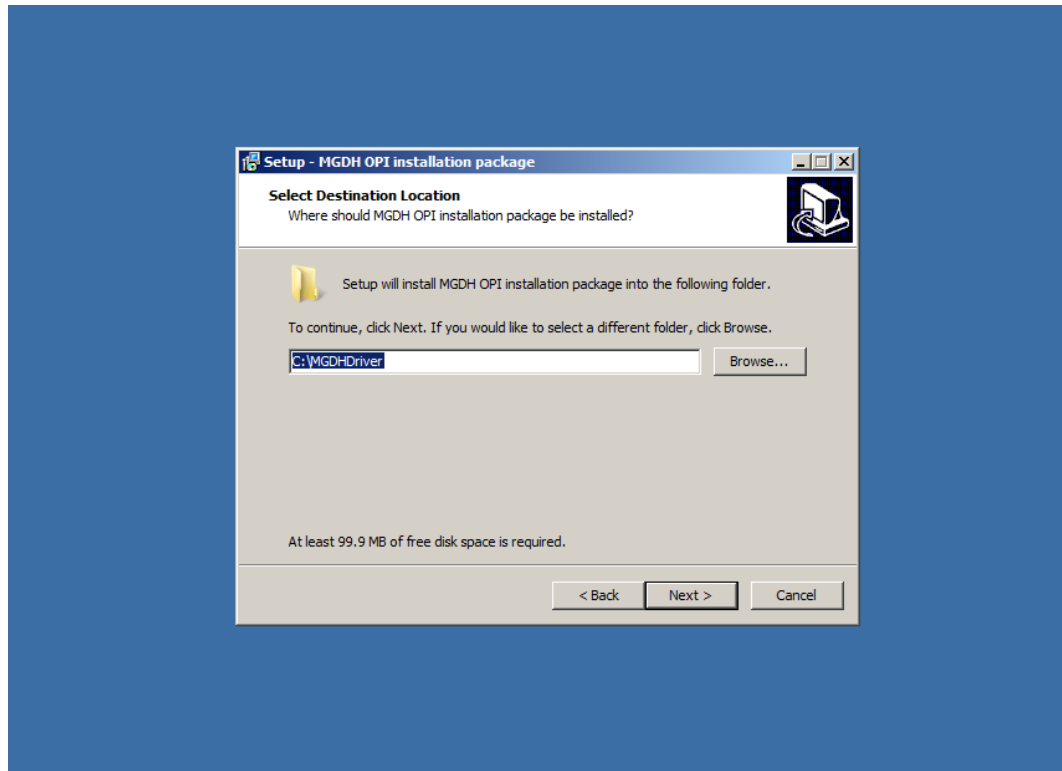 Setup - MGDH OPI installation package
Select Destination Location
Where should MGDH OPI installation package be installed?
Setup will install MGDH OPI installation package into the following folder.
To continue, click Next. If you would like to select a different folder, click Browse.
C:\MGDHDriver
Browse...
At least 99.9 MB of free disk space is required.
< Back
Next >
Cancel